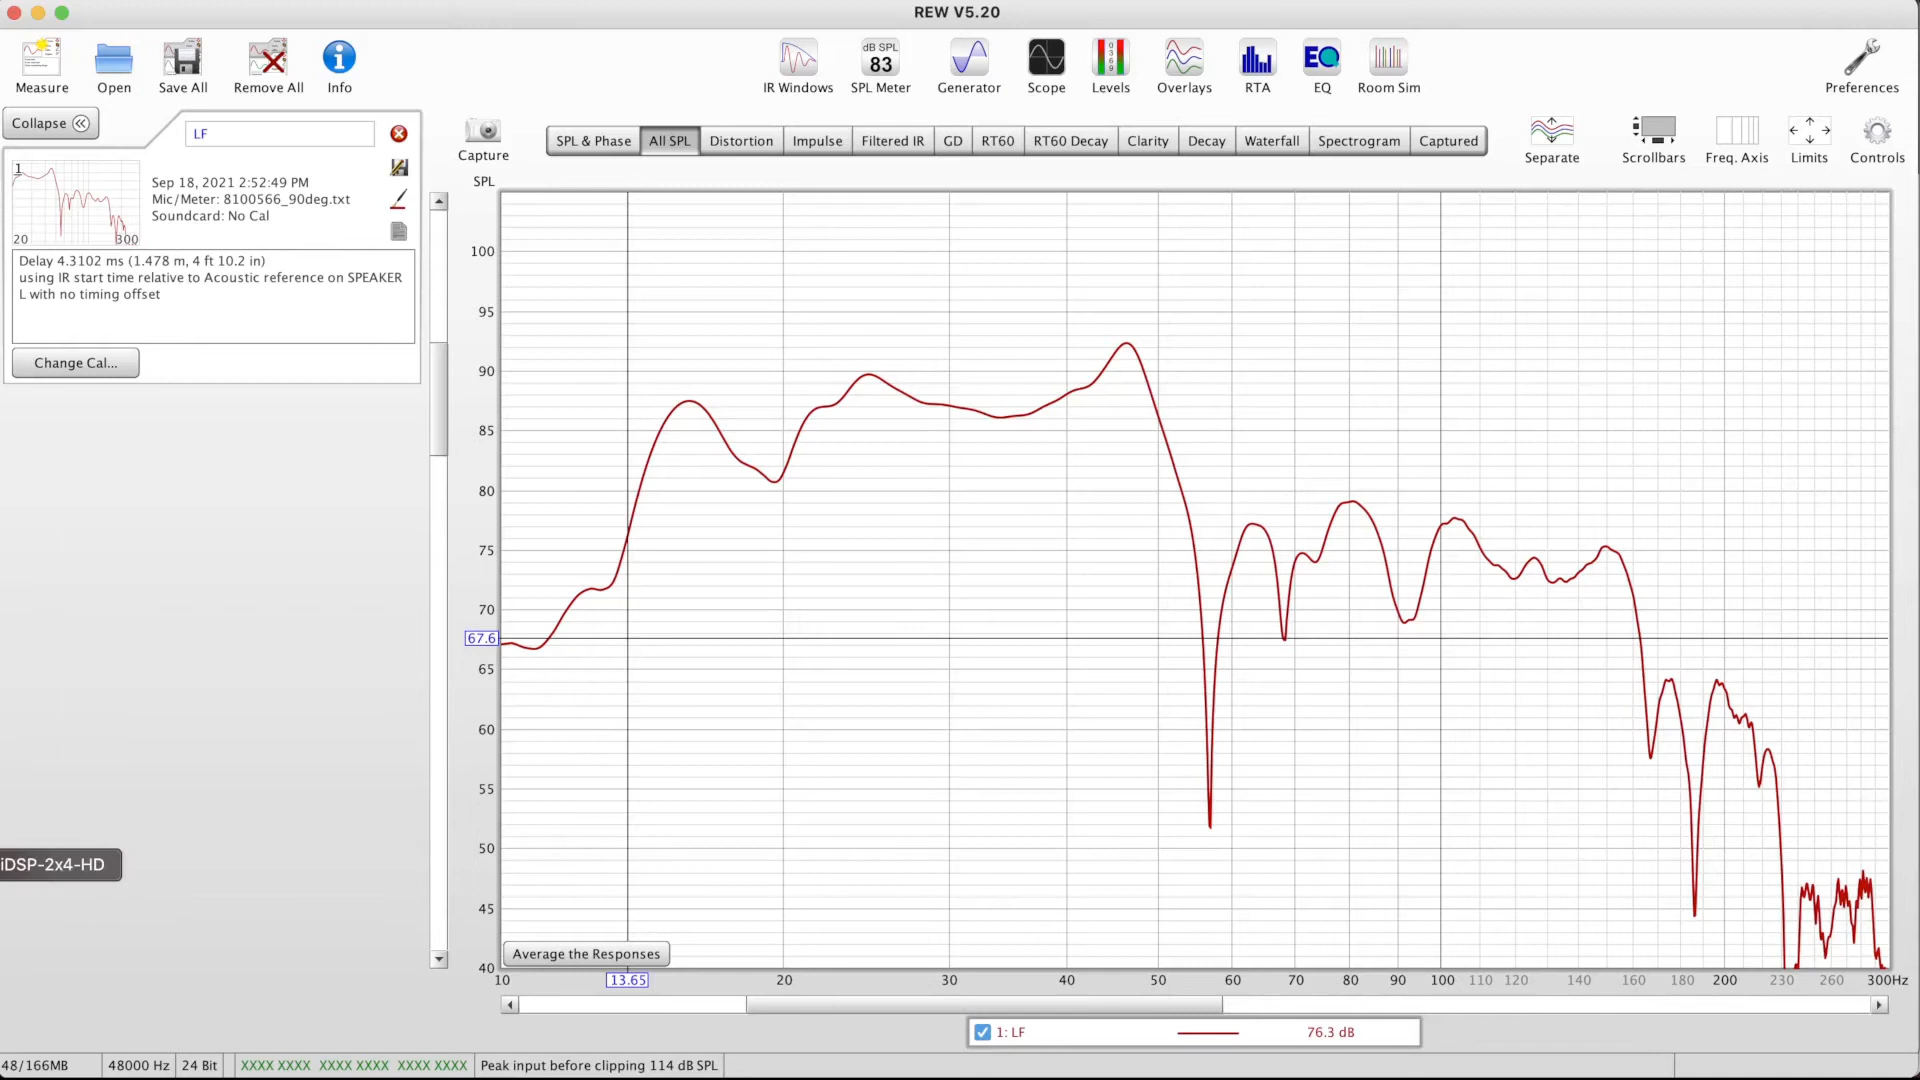 REW V5.20
Measure
Open
Save All
Remove All
Info
IR Windows
dB SPL
83
SPL Meter
Generator
Scope
0 3 6 9
Levels
Overlays
RTA
EQ
EQ
Room Sim
Preferences
Collapse
LF
1
20
300
Sep 18, 2021 2:52:49 PM
Mic/Meter: 8100566_90deg.txt
Soundcard: No Cal
Delay 4.3102 ms (1.478 m, 4 ft 10.2 in)
using IR start time relative to Acoustic reference on SPEAKER
L with no timing offset
Change Cal...
iDSP-2x4-HD
Capture
SPL & Phase All SPL Distortion Impulse Filtered IR GD RT60 RT60 Decay Clarity Decay Waterfall Spectrogram Captured
Separate
Scrollbars
Freq. Axis
Limits
Controls
SPL
100
95
90
85
80
75
70
67.6
65
60
55
50
45
40
Average the Responses
10 13.65 20 30 40 50 60 70 80 90 100 110 120 140 160 180 200 230 260 300Hz
1: LF 76.3 dB
48/166MB 48000 Hz 24 Bit XXXX XXXX XXXX XXXX XXXX XXXX Peak input before clipping 114 dB SPL